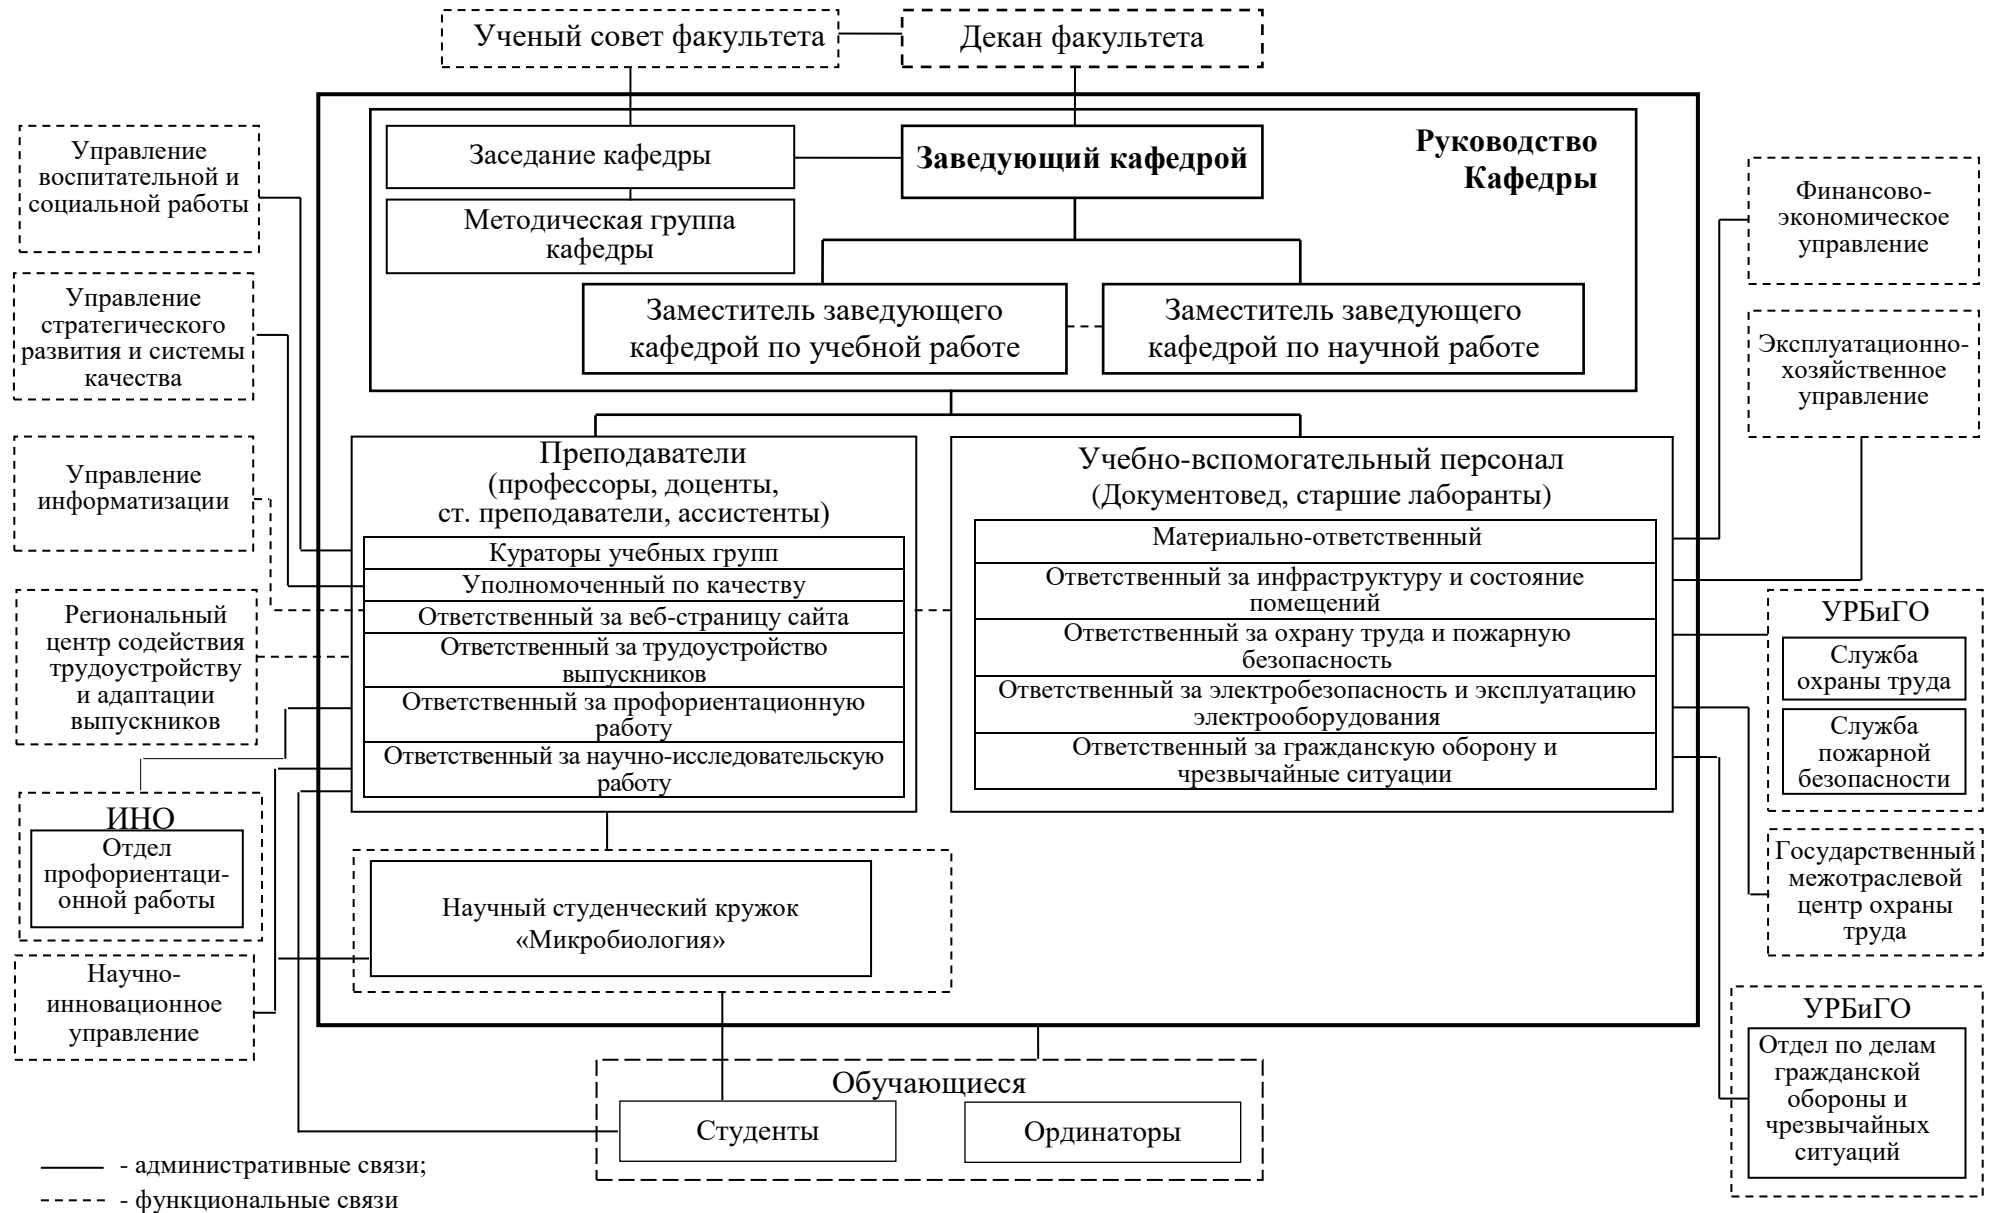 Ученый совет факультета
Декан факультета
Заседание кафедры
Заведующий кафедрой
Руководство
Кафедры
Методическая группа
кафедры
Заместитель заведующего
кафедрой по учебной работе
Заместитель заведующего
кафедрой по научной работе
Управление
воспитательной и
социальной работы
Управление
стратегического
развития и системы
качества
Управление
информатизации
Региональный
центр содействия
трудоустройству
и адаптации
выпускников
ИНО
Отдел
профориентаци-
онной работы
Научно-
инновационное
управление
Преподаватели
(профессоры, доценты,
ст. преподаватели, ассистенты)
Кураторы учебных групп
Уполномоченный по качеству
Ответственный за веб-страницу сайта
Ответственный за трудоустройство
выпускников
Ответственный за профориентационную
работу
Ответственный за научно-исследовательскую
работу
Учебно-вспомогательный персонал
(Документовед, старшие лаборанты)
Материально-ответственный
Ответственный за инфраструктуру и состояние
помещений
Ответственный за охрану труда и пожарную
безопасность
Ответственный за электробезопасность и эксплуатацию
электрооборудования
Ответственный за гражданскую оборону и
чрезвычайные ситуации
Финансово-
экономическое
управление
Эксплуатационно-
хозяйственное
управление
УРБиГО
Служба
охраны труда
Служба
пожарной
безопасности
Государственный
межотраслевой
центр охраны
труда
УРБиГО
Отдел по делам
гражданской
обороны и
чрезвычайных
ситуаций
Научный студенческий кружок
«Микробиология»
Обучающиеся
Студенты
Ординаторы
- административные связи;
- функциональные связи